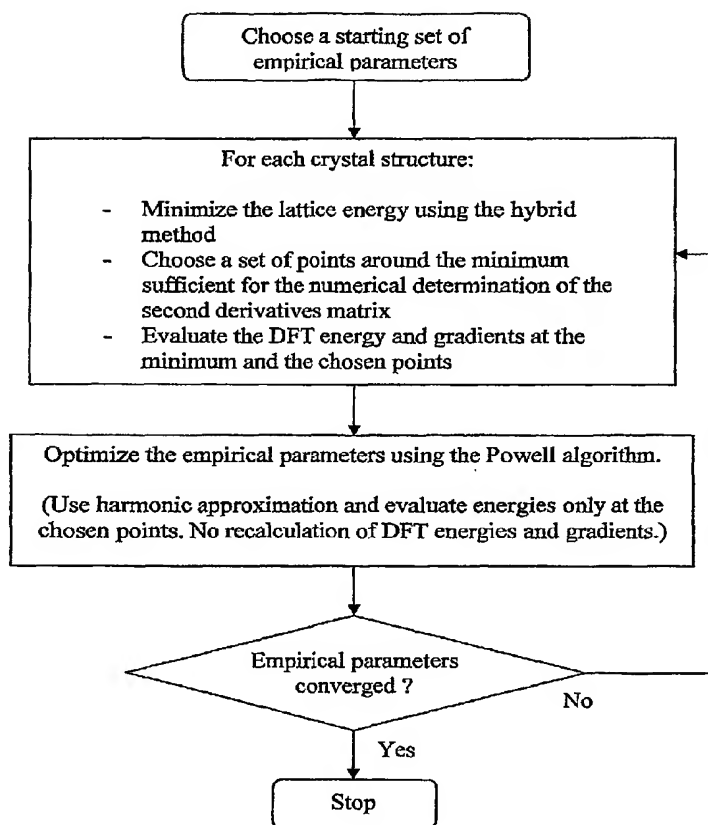 Choose a starting set of
empirical parameters
For each crystal structure:
- Minimize the lattice energy using the hybrid
method
- Choose a set of points around the minimum
sufficient for the numerical determination of the
second derivatives matrix
- Evaluate the DFT energy and gradients at the
minimum and the chosen points
Optimize the empirical parameters using the Powell algorithm.
(Use harmonic approximation and evaluate energies only at the
chosen points. No recalculation of DFT energies and gradients.)
Empirical parameters
converged ?
No
Yes
Stop